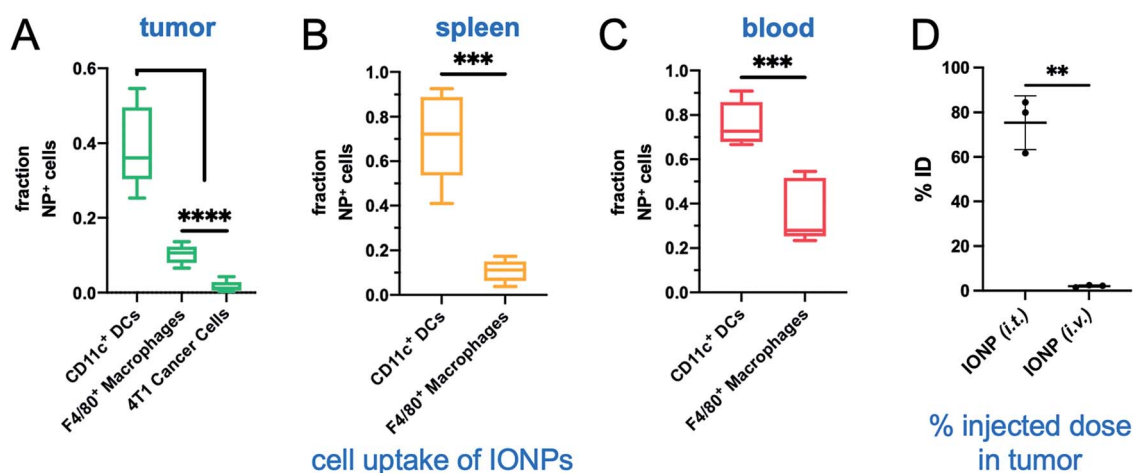 A
tumor
fraction
NP⁺ cells
0.6
0.4
0.2
0.0
****
CD11c⁺ DCs
F4/80⁺ Macrophages
4T1 Cancer Cells
B
spleen
fraction
NP⁺ cells
1.0
0.8
0.6
0.4
0.2
0.0
***
CD11c⁺ DCs
F4/80⁺ Macrophages
C
blood
fraction
NP⁺ cells
1.0
0.8
0.6
0.4
0.2
0.0
***
CD11c⁺ DCs
F4/80⁺ Macrophages
cell uptake of IONPs
D
% ID
100
80
60
40
20
0
**
IONP (i.t.)
IONP (i.v.)
% injected dose
in tumor